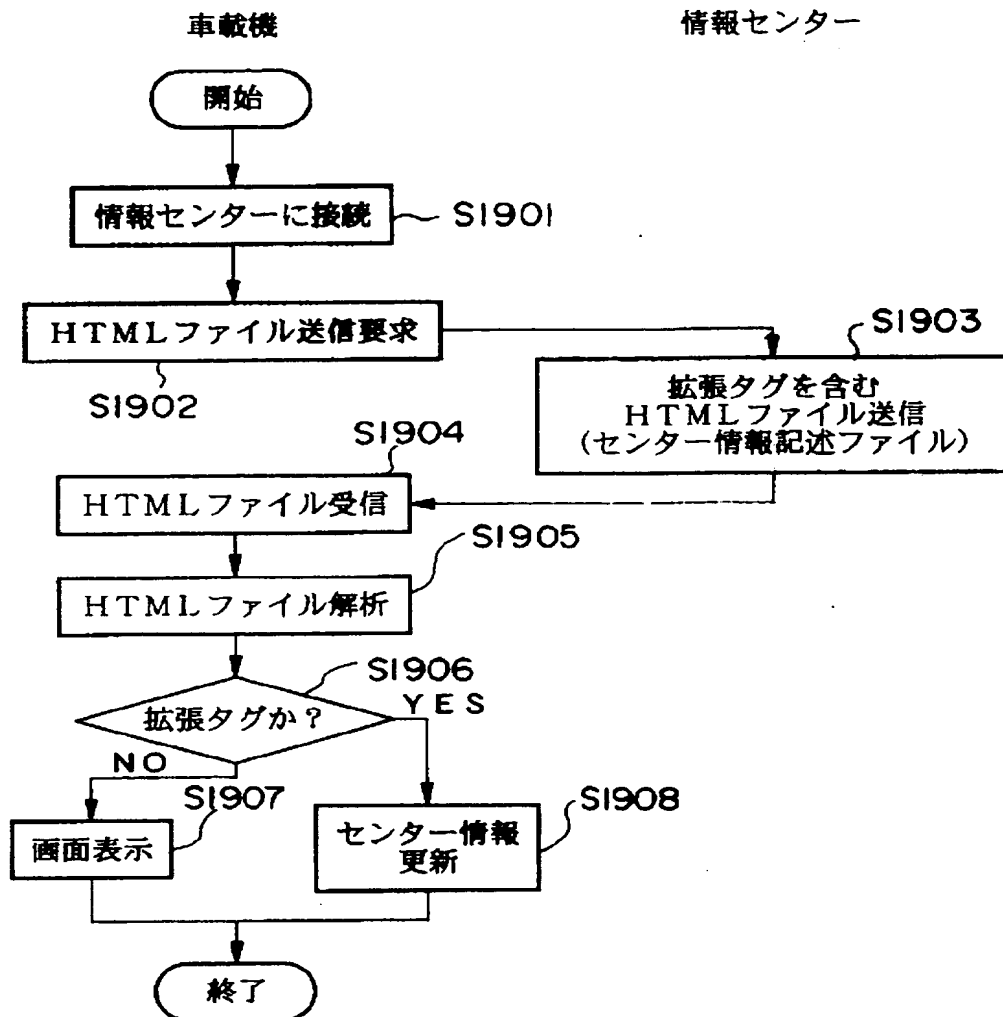 車載機
情報センター
開始
情報センターに接続
S1901
HTMLファイル送信要求
S1902
S1903
拡張タグを含む
HTMLファイル送信
(センター情報記述ファイル)
S1904
HTMLファイル受信
S1905
HTMLファイル解析
S1906
拡張タグか?
YES
NO
S1907
画面表示
S1908
センター情報
更新
終了